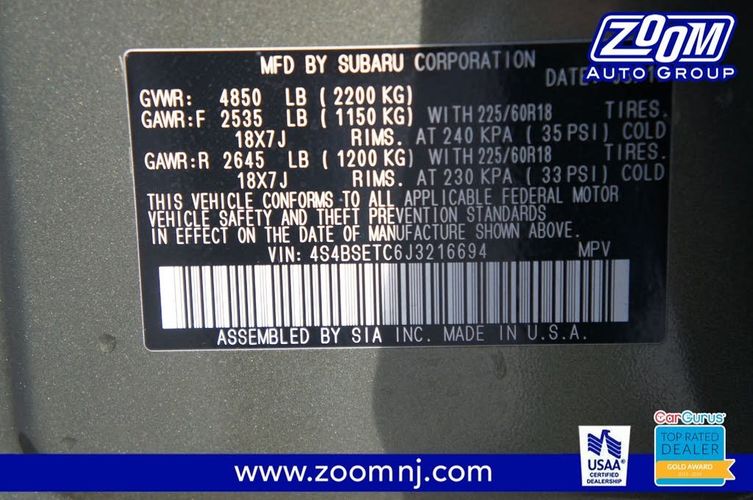 ZOOM
AUTO GROUP
MFD BY SUBARU CORPORATION
DATE:
GVWR: 4850 LB (2200 KG)
GAWR:F 2535 LB (1150 KG) WITH 225/60R18 TIRES.
18X7J RIMS. AT 240 KPA (35 PSI) COLD
GAWR:R 2645 LB (1200 KG) WITH 225/60R18 TIRES.
18X7J RIMS. AT 230 KPA (33 PSI) COLD
THIS VEHICLE CONFORMS TO ALL APPLICABLE FEDERAL MOTOR
VEHICLE SAFETY AND THEFT PREVENTION STANDARDS
IN EFFECT ON THE DATE OF MANUFACTURE SHOWN ABOVE.
VIN: 4S4BSETC6J3216694 MPV
ASSEMBLED BY SIA INC. MADE IN U.S.A.
www.zoomnj.com
USAA®
CERTIFIED
DEALERSHIP
CarGurus
TOP RATED
DEALER
GOLD AWARD